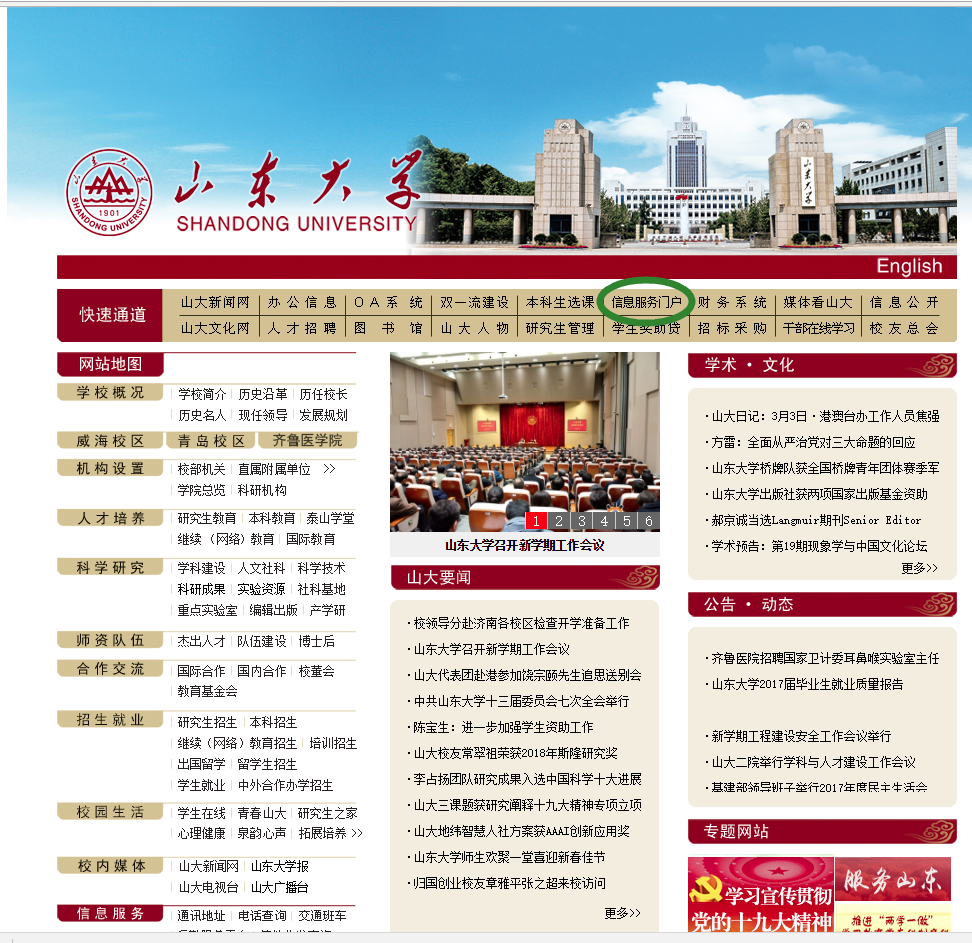 山东大学
SHANDONG UNIVERSITY
1901
SHANDONG UNIVERSITY
山东大学
English
快速通道
山大新闻网 办公信息 OA系统 双一流建设 本科生选课 信息服务门户 财务系统 媒体看山大 信息公开
山大文化网 人才招聘 图书馆 山大人物 研究生管理 学生奖助贷 招标采购 干部在线学习 校友总会
网站地图
学校概况 学校简介 历史沿革 历任校长
历史名人 现任领导 发展规划
威海校区 青岛校区 齐鲁医学院
机构设置 校部机关 直属附属单位 >>
学院总览 科研机构
人才培养 研究生教育 本科教育 泰山学堂
继续（网络）教育 国际教育
科学研究 学科建设 人文社科 科学技术
科研成果 实验资源 社科基地
重点实验室 编辑出版 产学研
师资队伍 杰出人才 队伍建设 博士后
合作交流 国际合作 国内合作 校董会
教育基金会
招生就业 研究生招生 本科招生
继续（网络）教育招生 培训招生
出国留学 留学生招生
学生就业 中外合作办学招生
校园生活 学生在线 青春山大 研究生之家
心理健康 泉韵心声 拓展培养 >>
校内媒体 山大新闻网 山东大学报
山大电视台 山大广播台
信息服务 通讯地址 电话查询 交通班车
1 2 3 4 5 6
山东大学召开新学期工作会议
山大要闻
·校领导分赴济南各校区检查开学准备工作
·山东大学召开新学期工作会议
·山大代表团赴港参加饶宗颐先生追思送别会
·中共山东大学十三届委员会七次全会举行
·陈宝生：进一步加强学生资助工作
·山大校友常翠祖荣获2018年斯隆研究奖
·李占扬团队研究成果入选中国科学十大进展
·山大三课题获研究阐释十九大精神专项立项
·山大地纬智慧人社方案获AAAI创新应用奖
·山东大学师生欢聚一堂喜迎新春佳节
·归国创业校友章雅平张之超来校访问
更多>>
学术·文化
·山大日记：3月3日·港澳台办工作人员焦强
·方雷：全面从严治党对三大命题的回应
·山东大学桥牌队获全国桥牌青年团体赛季军
·山东大学出版社获两项国家出版基金资助
·郝京诚当选Langmuir期刊Senior Editor
·学术预告：第19期现象学与中国文化论坛
更多>>
公告·动态
·齐鲁医院招聘国家卫计委耳鼻喉实验室主任
·山东大学2017届毕业生就业质量报告
·新学期工程建设安全工作会议举行
·山大二院举行学科与人才建设工作会议
·基建部领导班子举行2017年度民主生活会
专题网站
学习宣传贯彻
党的十九大精神
服务山东
推进“两学一做”